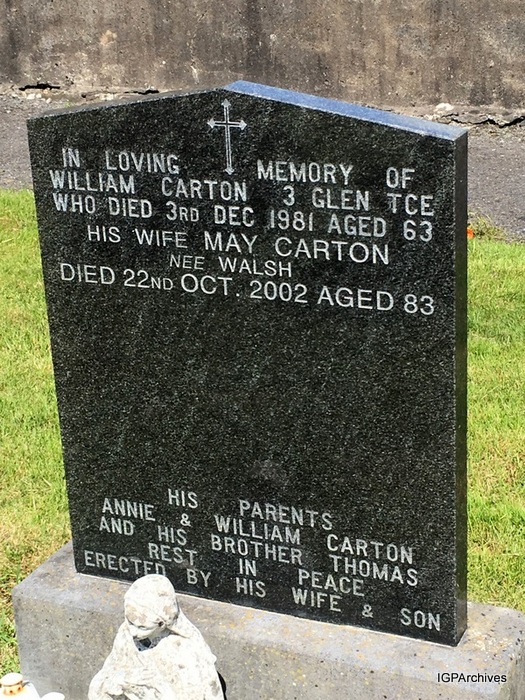 IN LOVING MEMORY OF
WILLIAM CARTON 3 GLEN TCE
WHO DIED 3RD DEC 1981 AGED 63
HIS WIFE MAY CARTON
NEE WALSH
DIED 22ND OCT. 2002 AGED 83
HIS PARENTS
ANNIE & WILLIAM CARTON
AND HIS BROTHER THOMAS
REST IN PEACE
ERECTED BY HIS WIFE & SON
IGPArchives